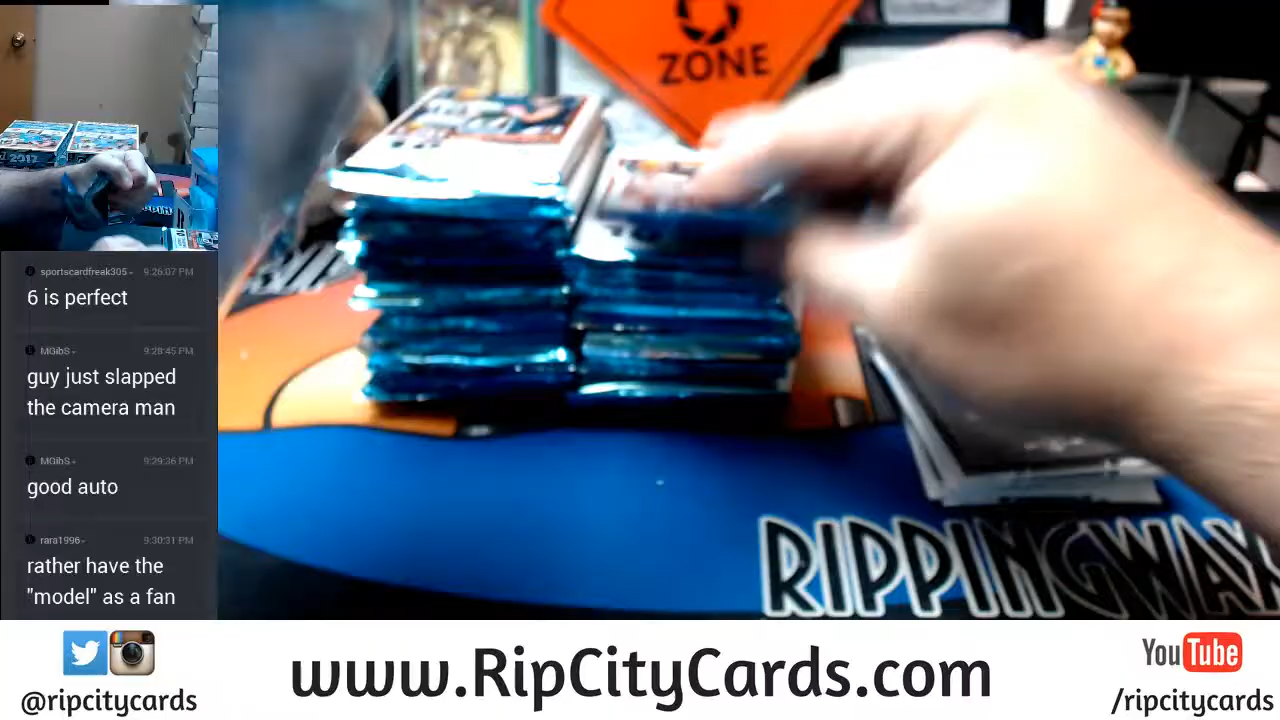 ZONE
2017
sportscardfreak305
9:26:07 PM
6 is perfect
MGibS
9:28:45 PM
guy just slapped
the camera man
MGibS
9:29:36 PM
good auto
rara1996
9:30:31 PM
rather have the
"model" as a fan
RIPPINGWAX
@ripcitycards
www.RipCityCards.com
YouTube
/ripcitycards